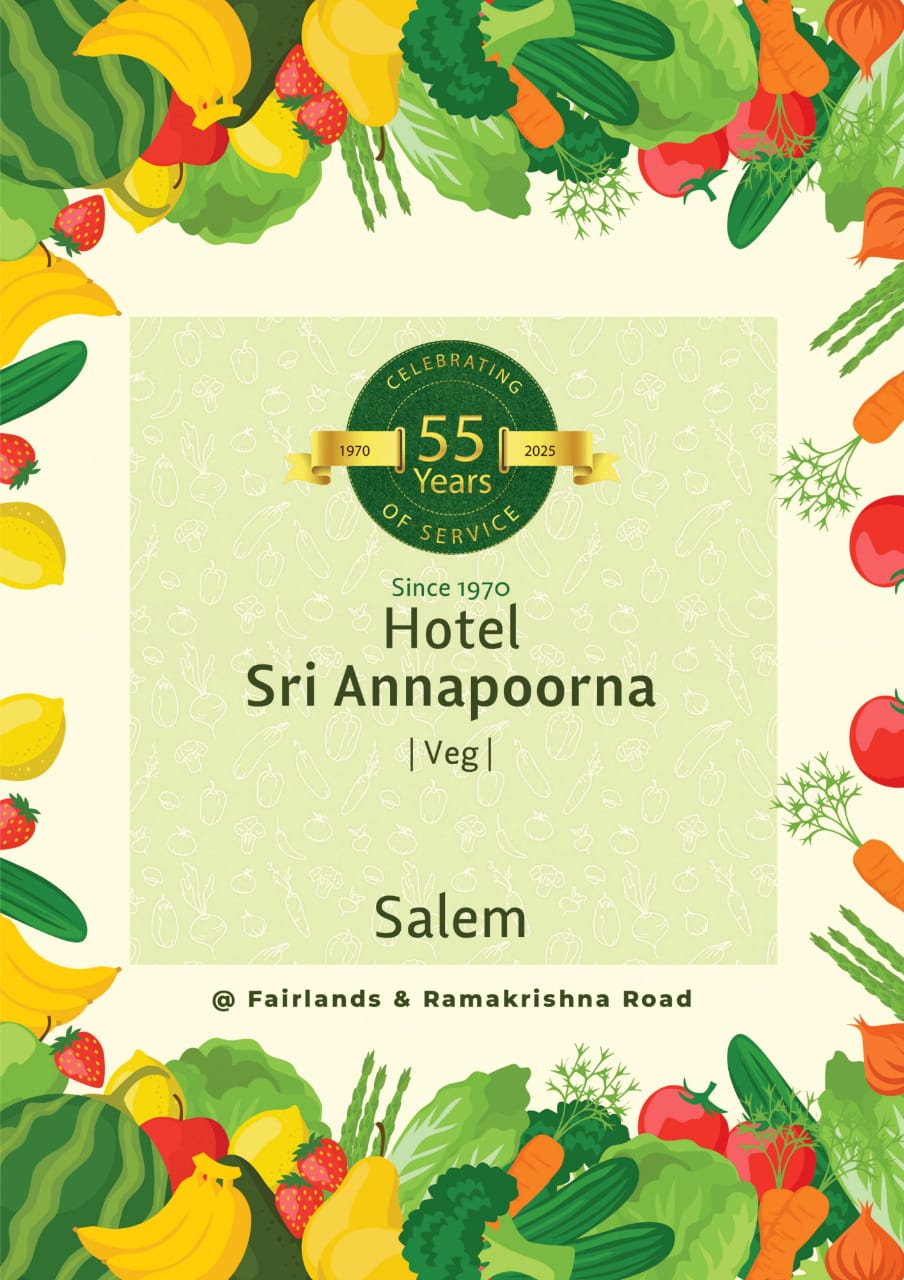 CELEBRATING
1970
55
2025
Years
OF SERVICE
Since 1970
Hotel
Sri Annapoorna
| Veg |
Salem
@ Fairlands & Ramakrishna Road